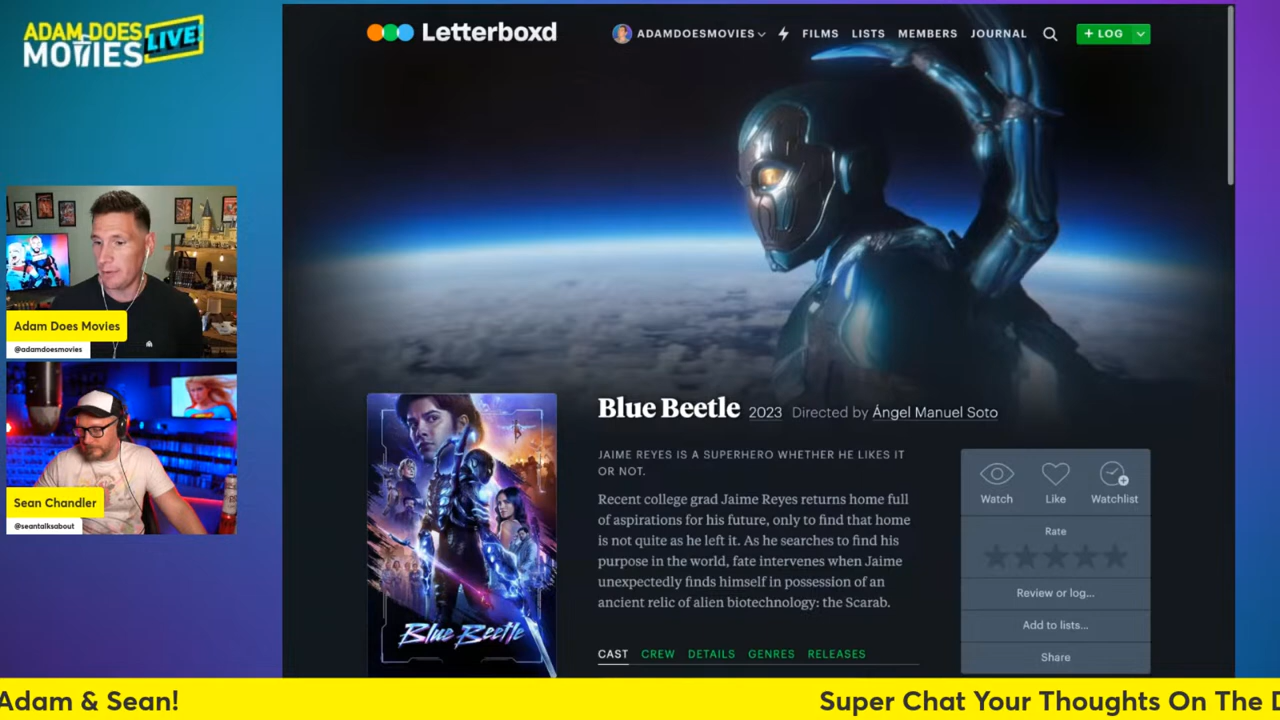 ADAM DOES
MOVIES
LIVE!
Letterboxd
ADAMDOESMOVIES
FILMS
LISTS
MEMBERS
JOURNAL
+ LOG
Adam Does Movies
@adamdoesmovies
Sean Chandler
@seantalksabout
Blue Beetle
Blue Beetle 2023 Directed by Ángel Manuel Soto
JAIME REYES IS A SUPERHERO WHETHER HE LIKES IT
OR NOT.
Recent college grad Jaime Reyes returns home full
of aspirations for his future, only to find that home
is not quite as he left it. As he searches to find his
purpose in the world, fate intervenes when Jaime
unexpectedly finds himself in possession of an
ancient relic of alien biotechnology: the Scarab.
CAST CREW DETAILS GENRES RELEASES
Watch Like Watchlist
Rate
Review or log...
Add to lists...
Share
Adam & Sean!
Super Chat Your Thoughts On The D